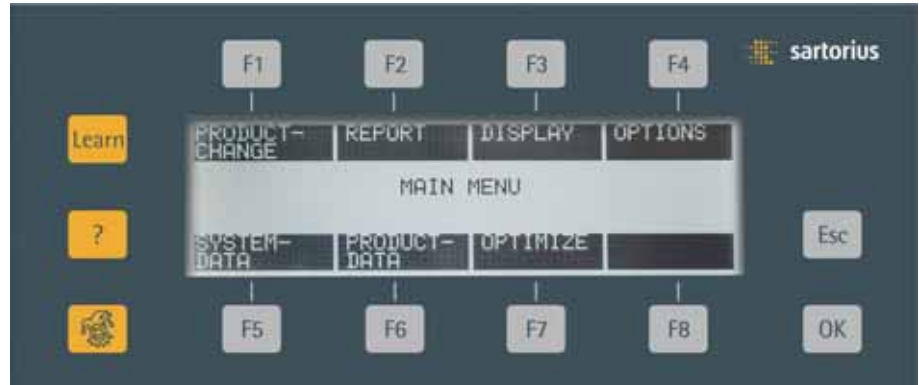 F1 F2 F3 F4
sartorius
Learn
PRODUCT- REPORT DISPLAY OPTIONS
CHANGE
MAIN MENU
?
Esc
SYSTEM- PRODUCT- OPTIMIZE
DATA DATA
F5 F6 F7 F8
OK